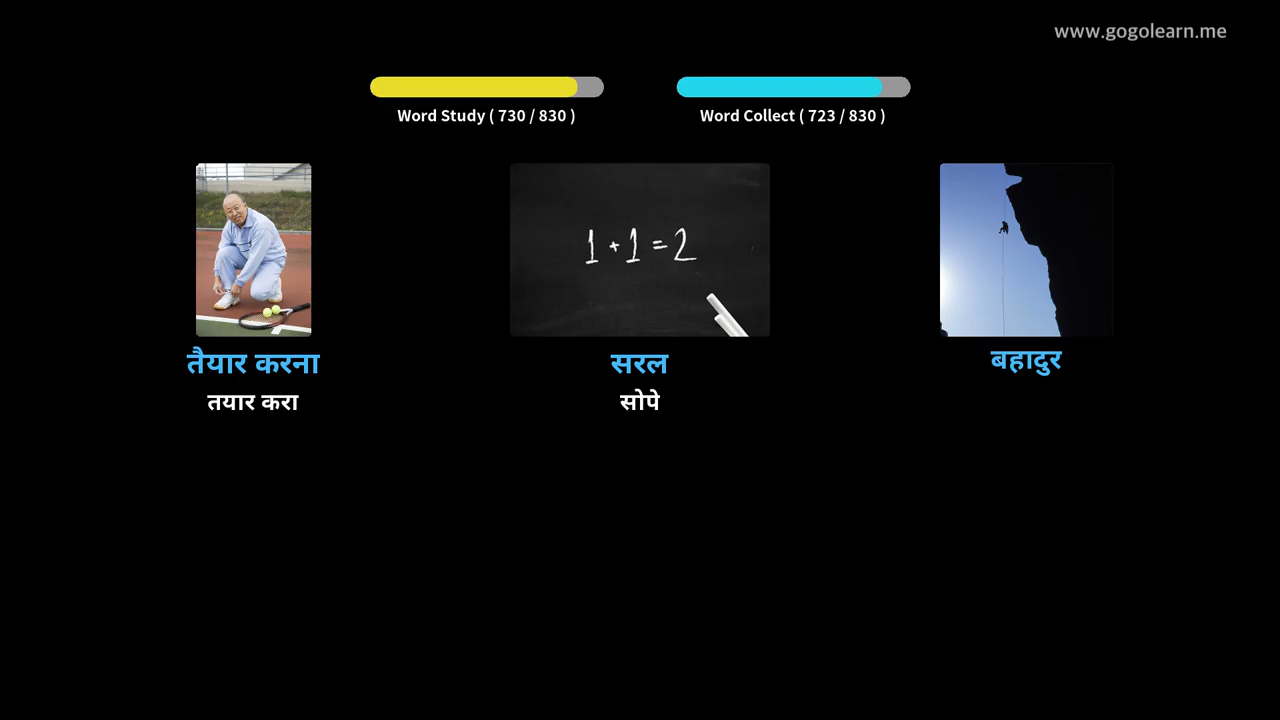 www.gogolearn.me
Word Study ( 730 / 830 )
Word Collect ( 723 / 830 )
1 + 1 = 2
तैयार करना
सरल
बहादुर
तयार करा
सोपे